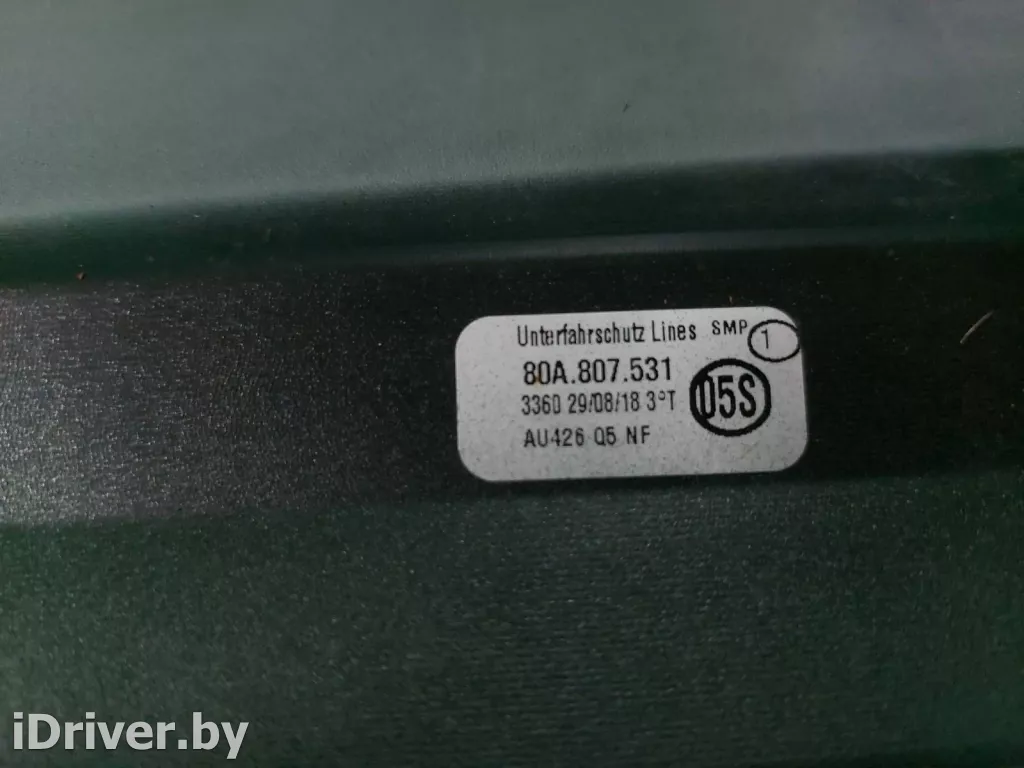 Unterfahrschutz Lines SMP 1
80A.807.531
3360 29/08/18 3°T
05S
AU426 Q5 NF
iDriver.by